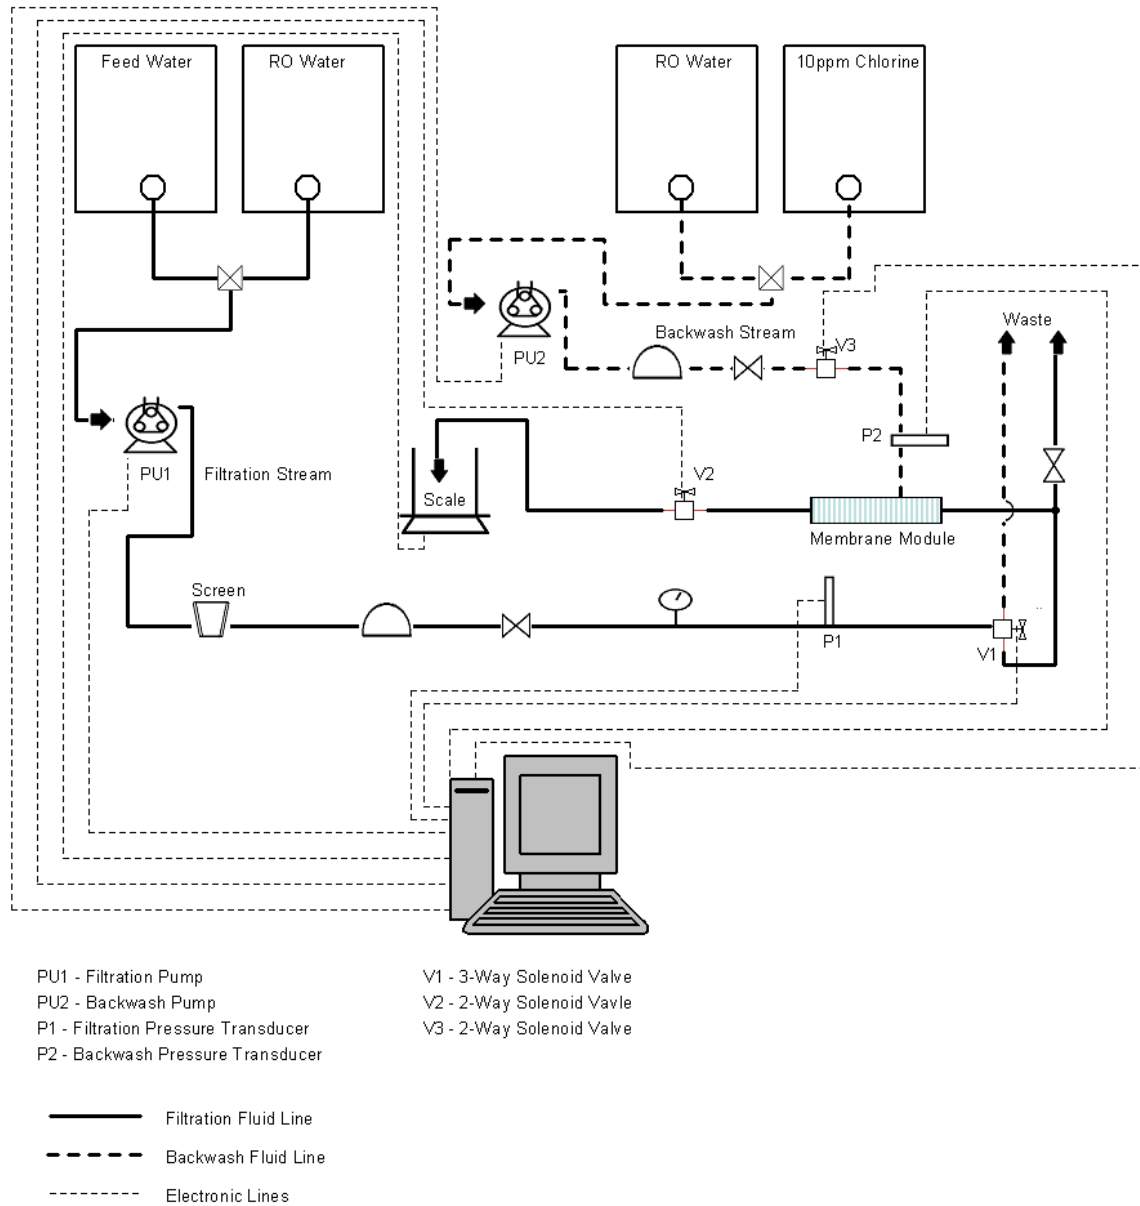 Feed Water
RO Water
RO Water
10ppm Chlorine
Waste
Backwash Stream
V3
PU2
P2
PU1
Filtration Stream
V2
Scale
Membrane Module
Screen
P1
V1
PU1 - Filtration Pump
PU2 - Backwash Pump
P1 - Filtration Pressure Transducer
P2 - Backwash Pressure Transducer
V1 - 3-Way Solenoid Valve
V2 - 2-Way Solenoid Vavle
V3 - 2-Way Solenoid Valve
Filtration Fluid Line
Backwash Fluid Line
Electronic Lines